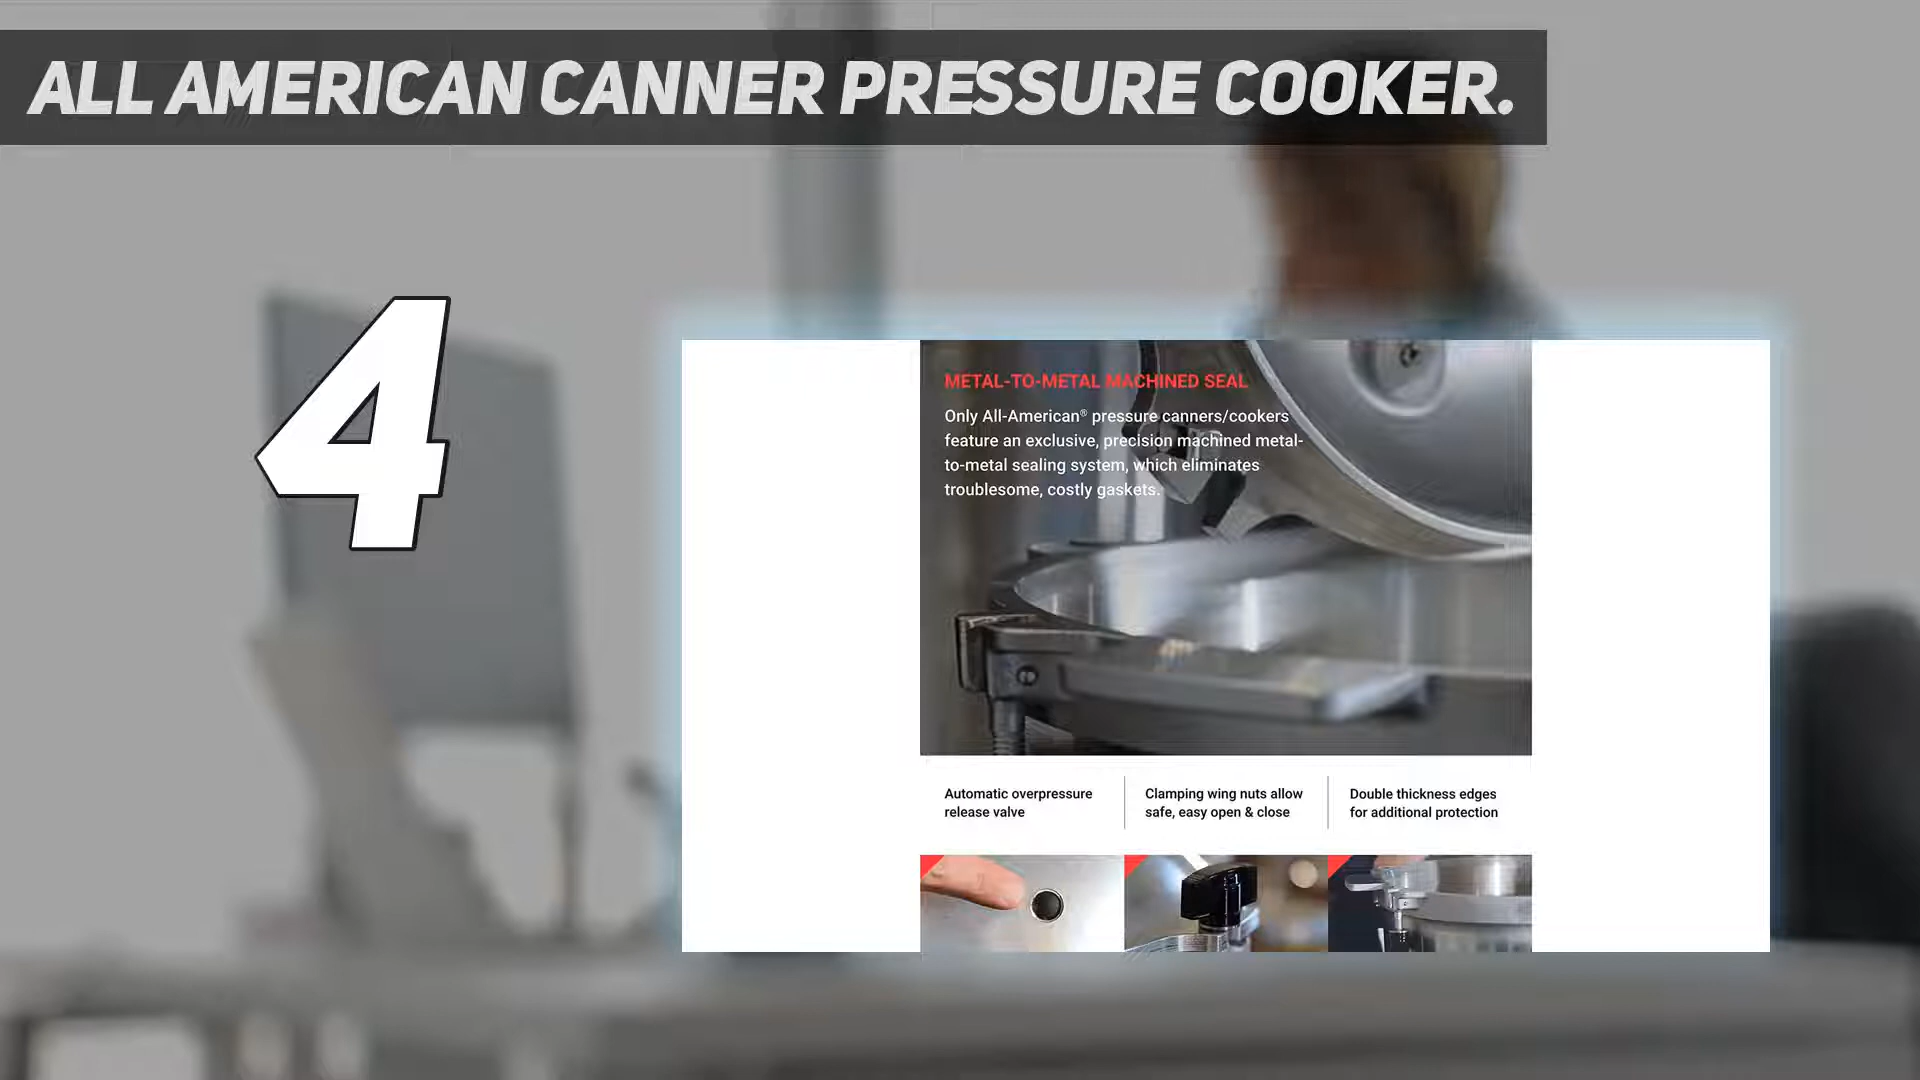 ALL AMERICAN CANNER PRESSURE COOKER.
4
METAL-TO-METAL MACHINED SEAL
Only All-American® pressure canners/cookers
feature an exclusive, precision machined metal-
to-metal sealing system, which eliminates
troublesome, costly gaskets.
Automatic overpressure
release valve
Clamping wing nuts allow
safe, easy open & close
Double thickness edges
for additional protection